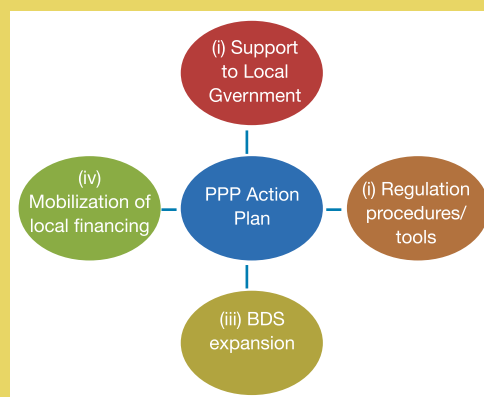 (i) Support
to Local
Gvernment
(iv)
Mobilization of
local financing
PPP Action
Plan
(i) Regulation
procedures/
tools
(iii) BDS
expansion